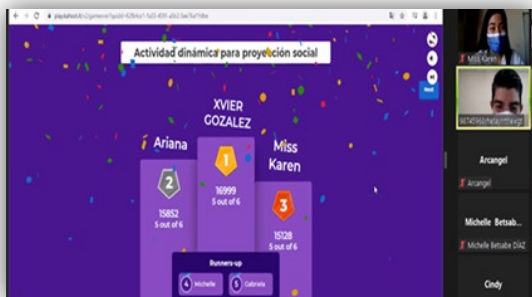 Actividad dinámica para proyección social
Next
XVIER
GOZALEZ
Ariana
Miss
Karen
1
2
3
16999
5 out of 6
15852
5 out of 6
15128
5 out of 6
Runners-up
4 Michelle
5 Gabriela
Miss Karen
Arcangel
Arcangel
Michelle Betsab...
Michelle Betsabe DÍAZ
Cindy